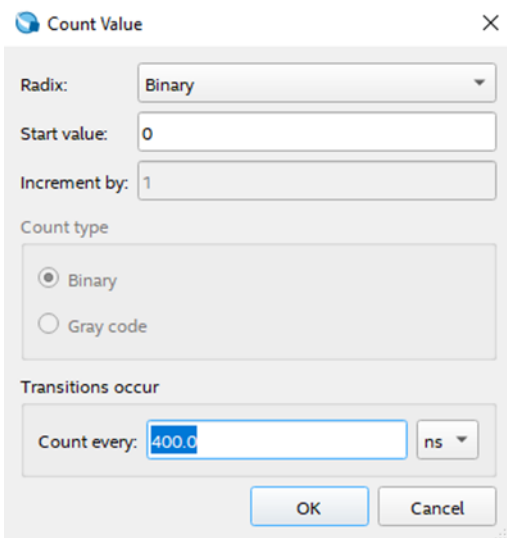 Count Value
Radix: Binary
Start value: 0
Increment by: 1
Count type
Binary
Gray code
Transitions occur
Count every: 400.0 ns
OK Cancel